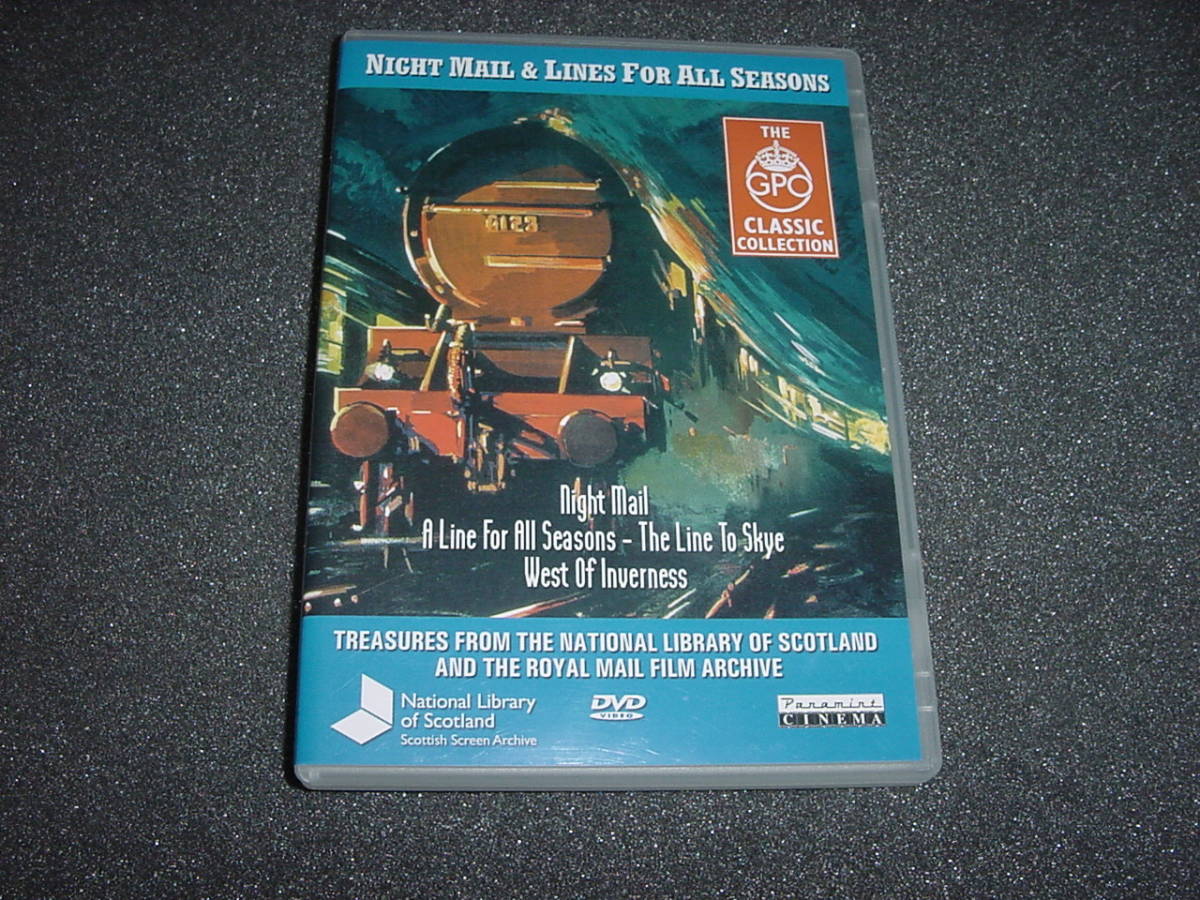 NIGHT MAIL & LINES FOR ALL SEASONS
THE
GPO
CLASSIC
COLLECTION
6123
Night Mail
A Line For All Seasons - The Line To Skye
West Of Inverness
TREASURES FROM THE NATIONAL LIBRARY OF SCOTLAND
AND THE ROYAL MAIL FILM ARCHIVE
National Library
of Scotland
Scottish Screen Archive
DVD
VIDEO
Panamint
CINEMA